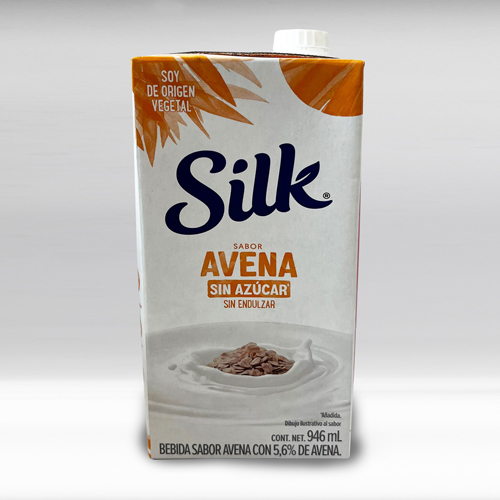 SOY
DE ORIGEN
VEGETAL
Silk®
SABOR
AVENA
SIN AZÚCAR*
SIN ENDULZAR
*Añadida.
Dibujo ilustrativo al sabor
CONT. NET. 946 mL
BEBIDA SABOR AVENA CON 5,6% DE AVENA.